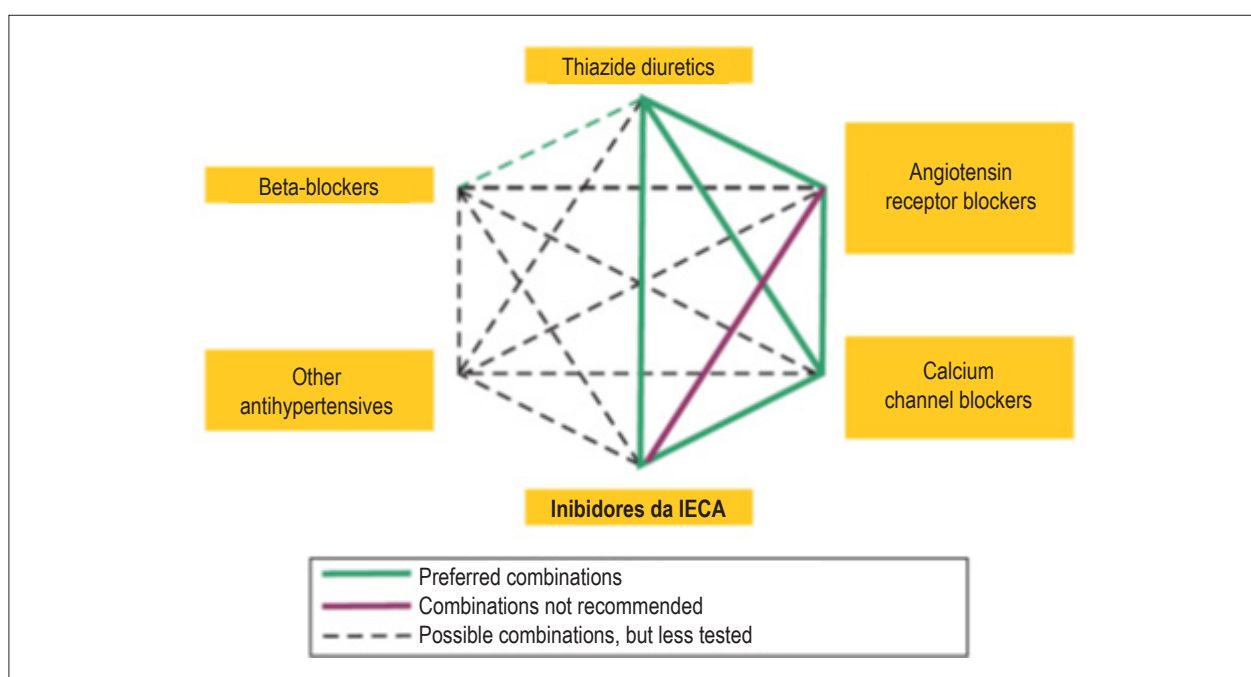 Thiazide diuretics
Beta-blockers
Angiotensin
receptor blockers
Other
antihypertensives
Calcium
channel blockers
Inibidores da IECA
Preferred combinations
Combinations not recommended
Possible combinations, but less tested